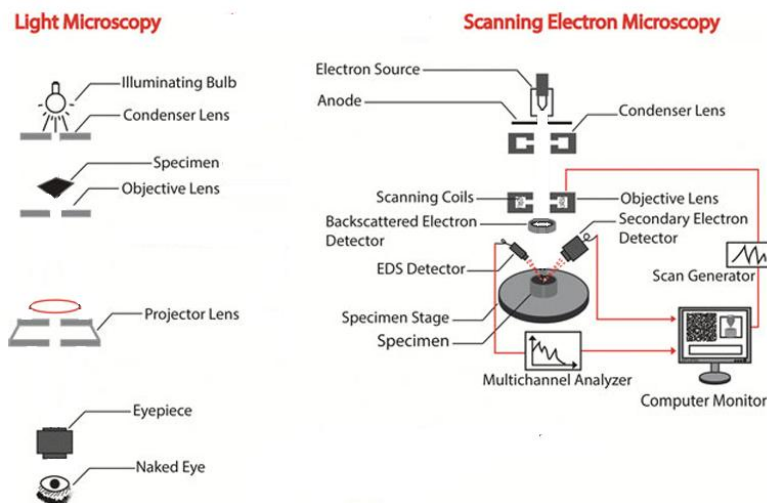 Light Microscopy
Illuminating Bulb
Condenser Lens
Specimen
Objective Lens
Projector Lens
Eyepiece
Naked Eye
Scanning Electron Microscopy
Electron Source
Anode
Condenser Lens
Scanning Coils
Objective Lens
Backscattered Electron
Detector
Secondary Electron
Detector
EDS Detector
Scan Generator
Specimen Stage
Specimen
Multichannel Analyzer
Computer Monitor